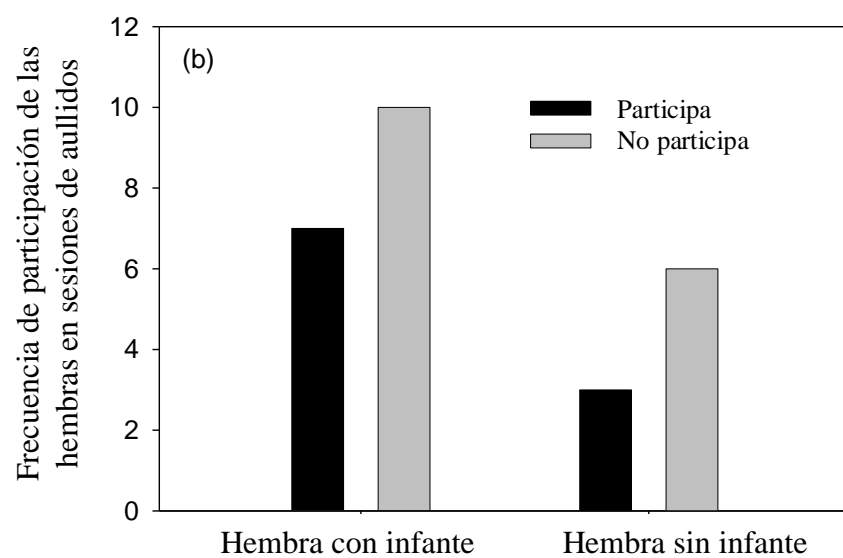 Frecuencia de participación de las
hembras en sesiones de aullidos
12
10
8
6
4
2
0
(b)
Participa
No participa
Hembra con infante
Hembra sin infante